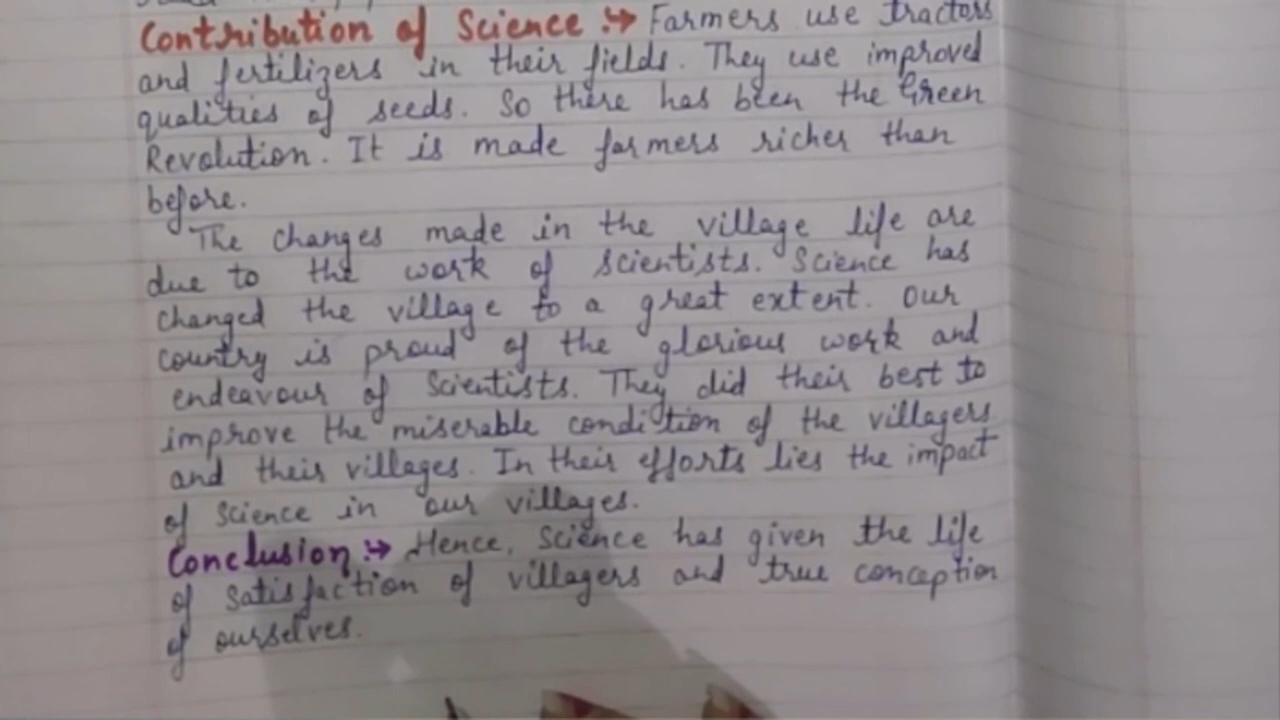 Contribution of Science :→ Farmers use tractors
and fertilizers in their fields. They use improved
qualities of seeds. So there has been the Green
Revolution. It is made farmers richer than
before.
The changes made in the village life are
due to the work of scientists. Science has
changed the village to a great extent. Our
country is proud of the glorious work and
endeavour of Scientists. They did their best to
improve the miserable condition of the villagers
and their villages. In their efforts lies the impact
of Science in our villages.
Conclusion :→ Hence, Science has given the life
of Satisfaction of villagers and true conception
of ourselves.